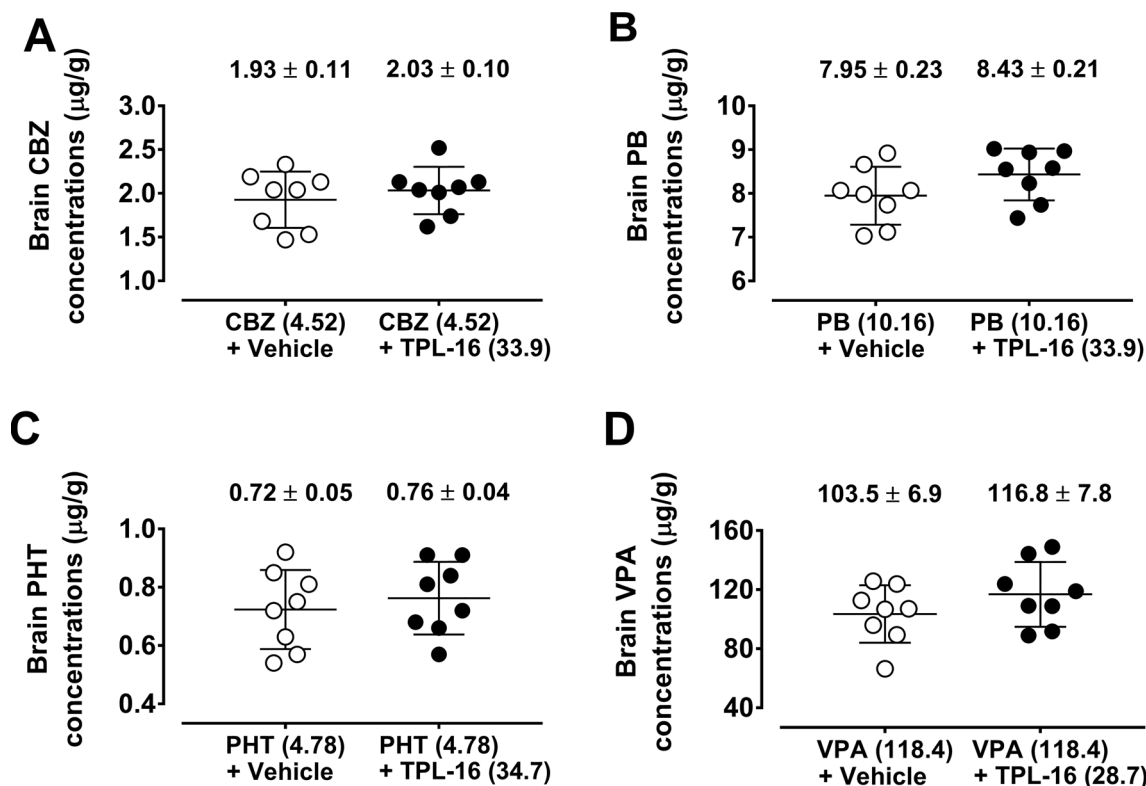 A
Brain CBZ
concentrations (μg/g)
1.93 ± 0.11
2.03 ± 0.10
3.0
2.5
2.0
1.5
1.0
CBZ (4.52)
+ Vehicle
CBZ (4.52)
+ TPL-16 (33.9)
B
Brain PB
concentrations (μg/g)
7.95 ± 0.23
8.43 ± 0.21
10
9
8
7
6
PB (10.16)
+ Vehicle
PB (10.16)
+ TPL-16 (33.9)
C
Brain PHT
concentrations (μg/g)
0.72 ± 0.05
0.76 ± 0.04
1.0
0.8
0.6
0.4
PHT (4.78)
+ Vehicle
PHT (4.78)
+ TPL-16 (34.7)
D
Brain VPA
concentrations (μg/g)
103.5 ± 6.9
116.8 ± 7.8
160
120
80
40
VPA (118.4)
+ Vehicle
VPA (118.4)
+ TPL-16 (28.7)